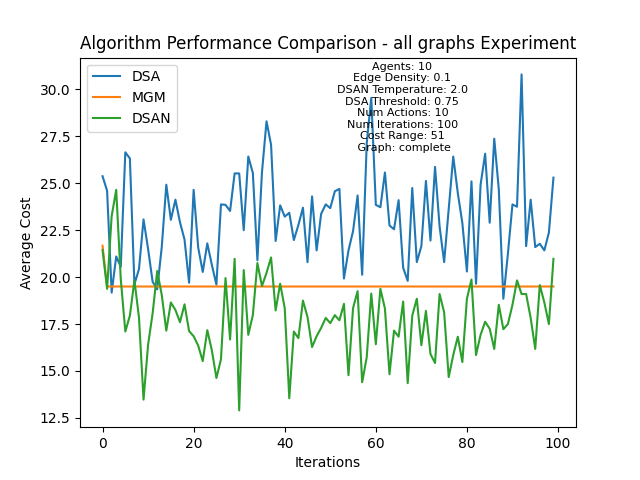 Algorithm Performance Comparison - all graphs Experiment
DSA
MGM
DSAN
Agents: 10
Edge Density: 0.1
DSAN Temperature: 2.0
DSA Threshold: 0.75
Num Actions: 10
Num Iterations: 100
Cost Range: 51
Graph: complete
Average Cost
30.0
27.5
25.0
22.5
20.0
17.5
15.0
12.5
0 20 40 60 80 100
Iterations